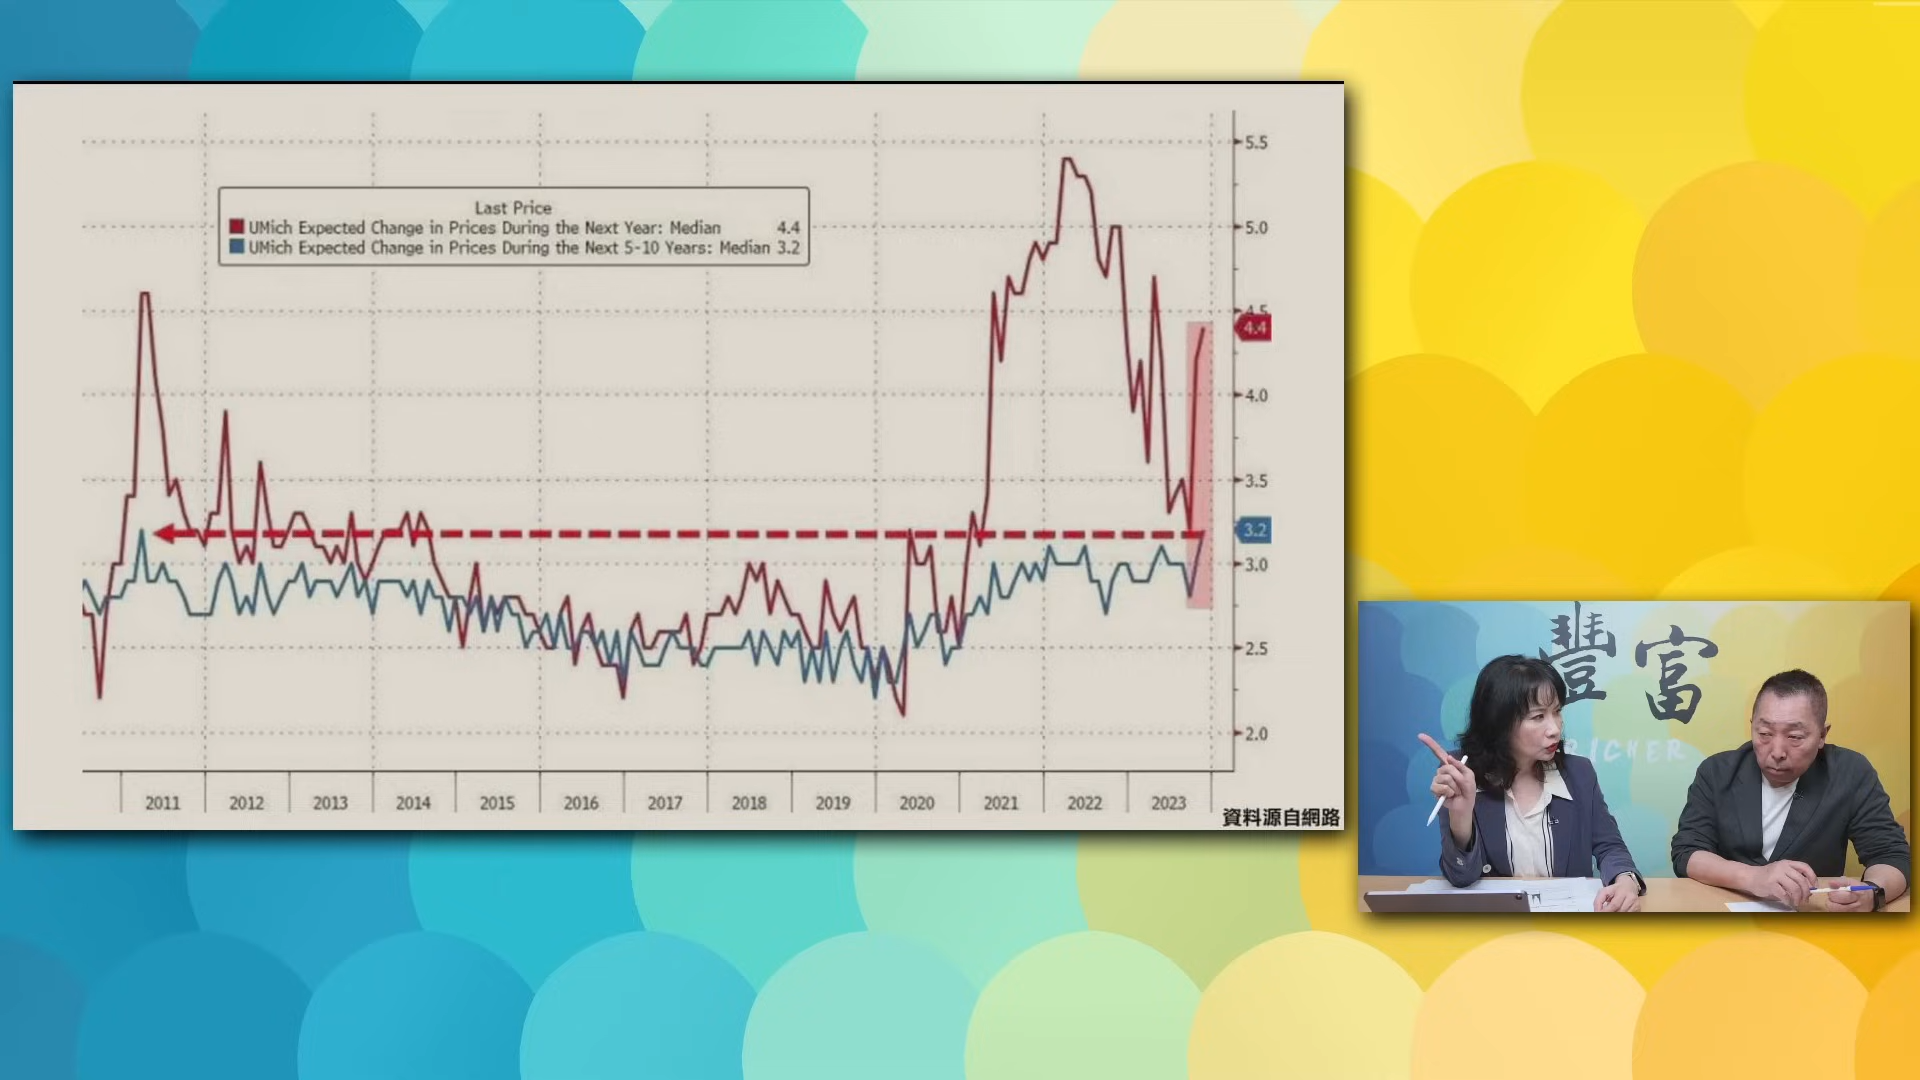 Last Price
UMich Expected Change in Prices During the Next Year: Median 4.4
UMich Expected Change in Prices During the Next 5-10 Years: Median 3.2
5.5
5.0
4.5
4.4
4.0
3.5
3.2
3.0
2.5
2.0
2011 2012 2013 2014 2015 2016 2017 2018 2019 2020 2021 2022 2023
資料源自網路
豐富
RICHER